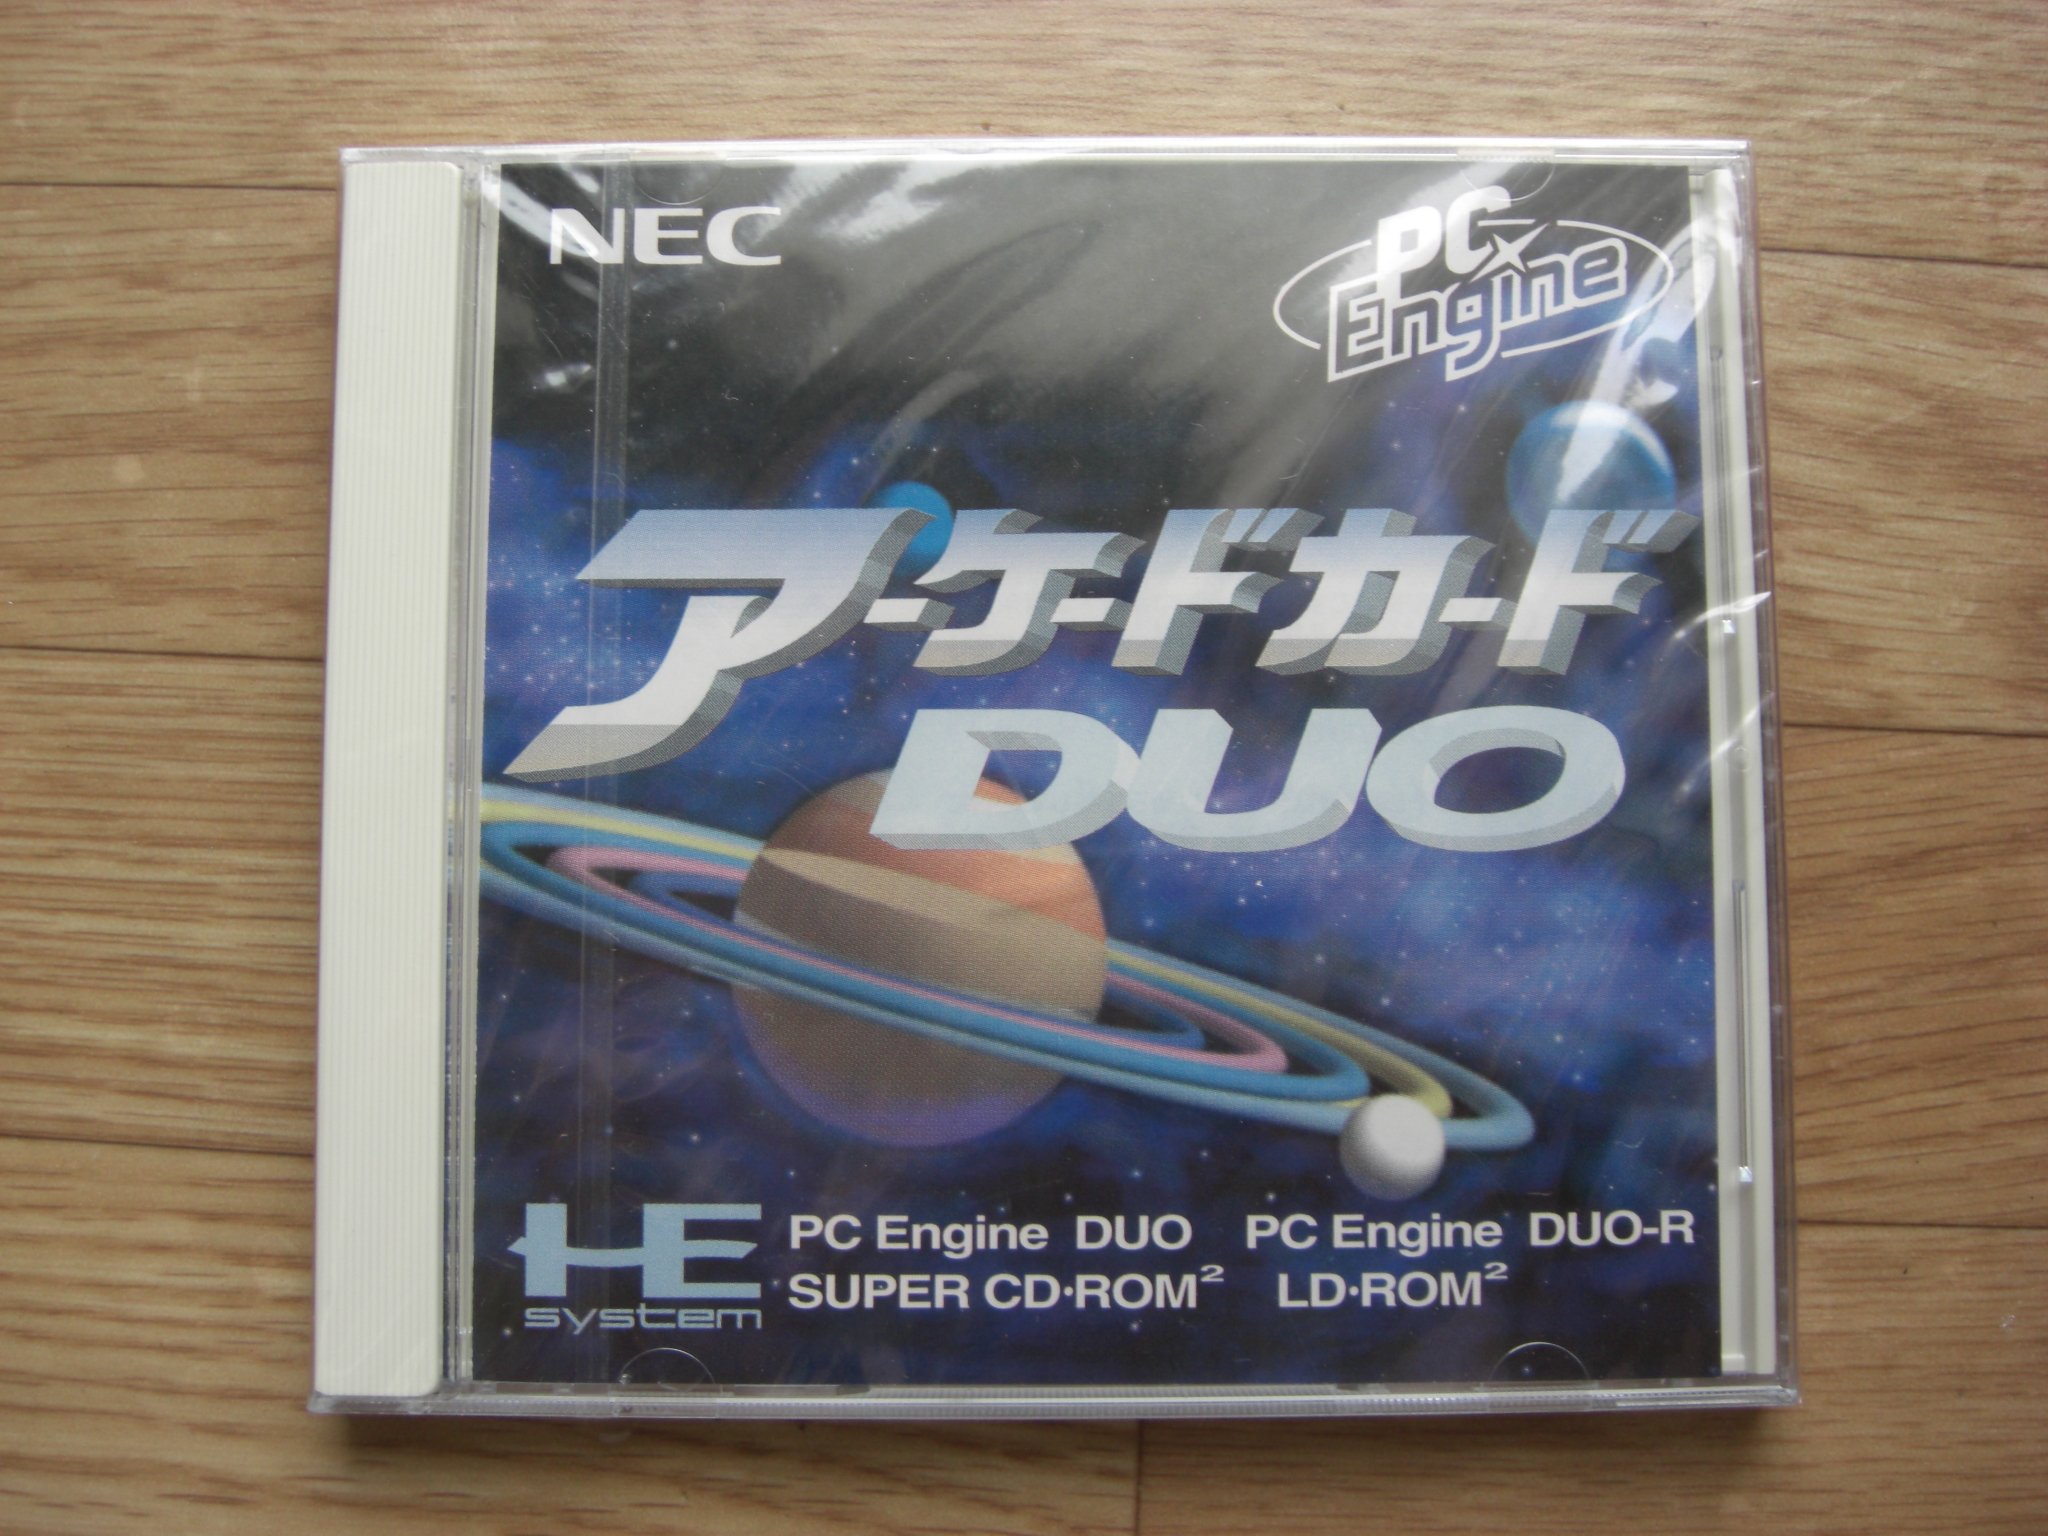 NEC
PC Engine
アーケードカード
DUO
HE system
PC Engine DUO PC Engine DUO-R
SUPER CD·ROM² LD·ROM²